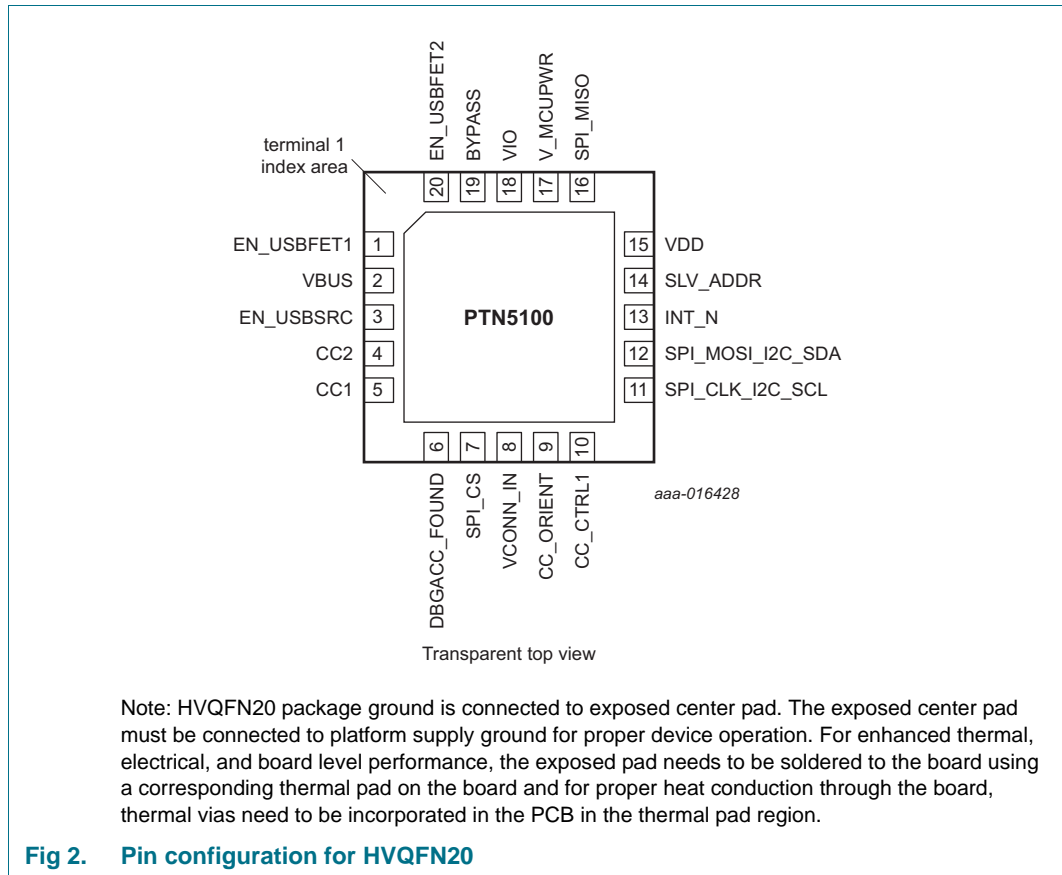 EN_USBFET2
BYPASS
VIO
V_MCUPWR
SPI_MISO
terminal 1
index area
20
19
18
17
16
EN_USBFET1 1
15 VDD
VBUS 2
14 SLV_ADDR
EN_USBSRC 3
PTN5100
13 INT_N
CC2 4
12 SPI_MOSI_I2C_SDA
CC1 5
11 SPI_CLK_I2C_SCL
6
7
8
9
10
DBGACC_FOUND
SPI_CS
VCONN_IN
CC_ORIENT
CC_CTRL1
aaa-016428
Transparent top view
Note: HVQFN20 package ground is connected to exposed center pad. The exposed center pad
must be connected to platform supply ground for proper device operation. For enhanced thermal,
electrical, and board level performance, the exposed pad needs to be soldered to the board using
a corresponding thermal pad on the board and for proper heat conduction through the board,
thermal vias need to be incorporated in the PCB in the thermal pad region.
Fig 2. Pin configuration for HVQFN20